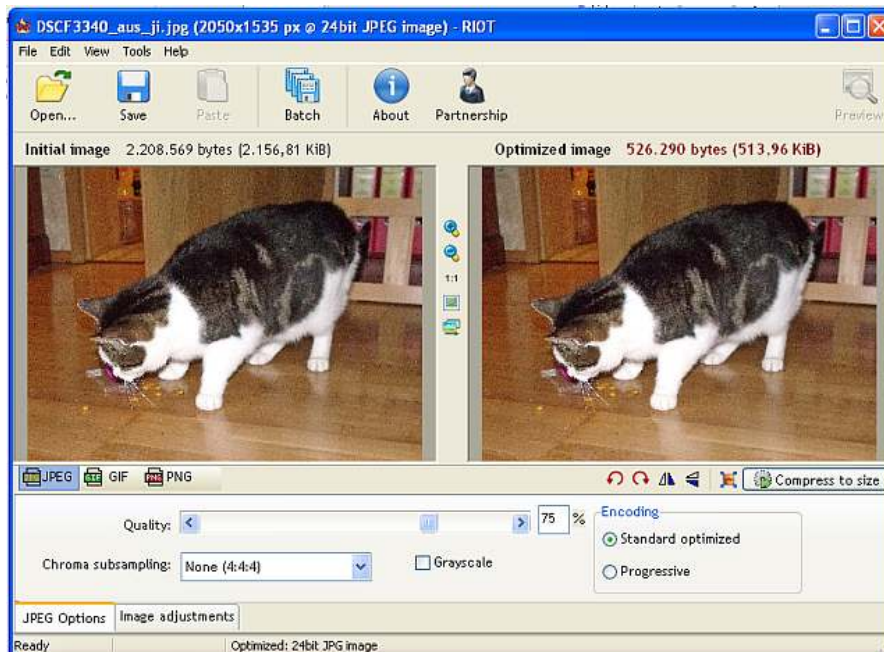 DSCF3340_aus_ji.jpg (2050x1535 px @ 24bit JPEG image) - RIOT
File Edit View Tools Help
Open... Save Paste Batch About Partnership Preview
Initial image 2.208.569 bytes (2.156,81 KiB) Optimized image 526.290 bytes (513,96 KiB)
1:1
JPEG GIF PNG Compress to size
Quality: 75 % Encoding
Standard optimized
Chroma subsampling: None (4:4:4) Grayscale
Progressive
JPEG Options Image adjustments
Ready Optimized: 24bit JPG image